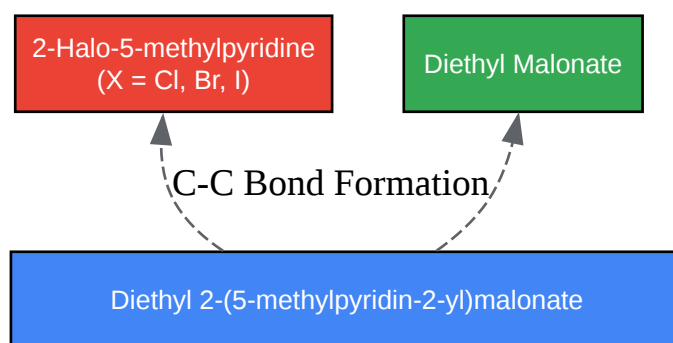 2-Halo-5-methylpyridine
(X = Cl, Br, I)
Diethyl Malonate
C-C Bond Formation
Diethyl 2-(5-methylpyridin-2-yl)malonate